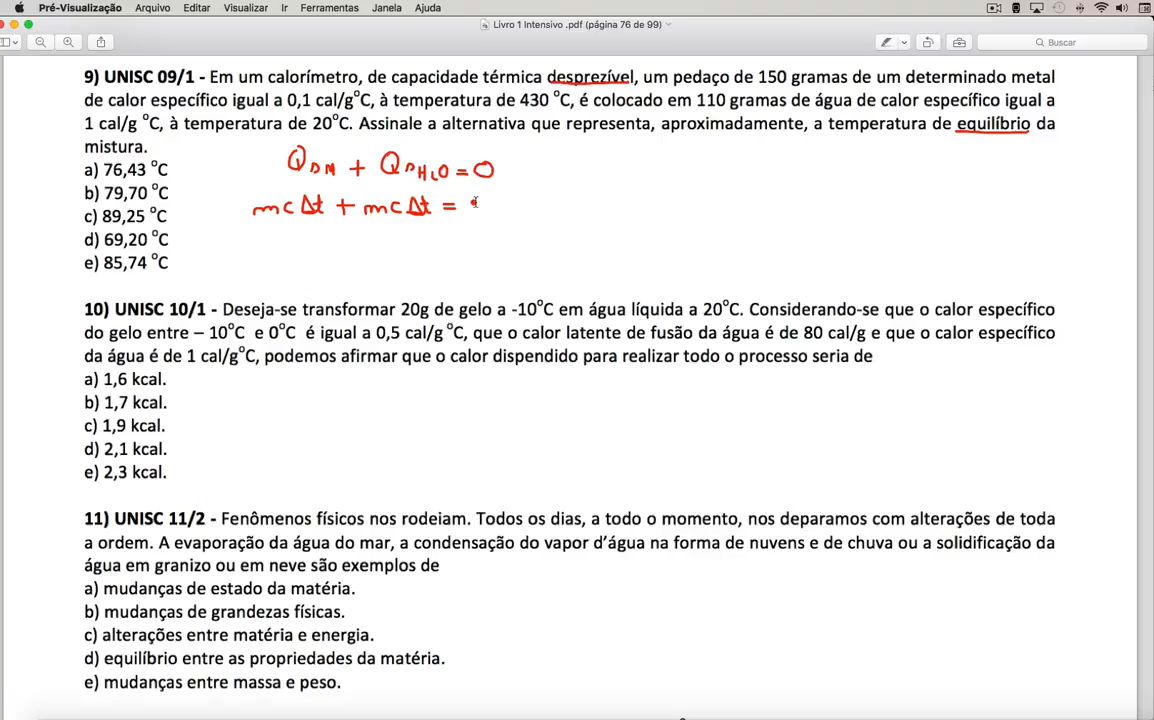 Pré-Visualização Arquivo Editar Visualizar Ir Ferramentas Janela Ajuda
Livro 1 Intensivo .pdf (página 76 de 99)
Buscar
9) UNISC 09/1 - Em um calorímetro, de capacidade térmica desprezível, um pedaço de 150 gramas de um determinado metal
de calor específico igual a 0,1 cal/g°C, à temperatura de 430 °C, é colocado em 110 gramas de água de calor específico igual a
1 cal/g °C, à temperatura de 20°C. Assinale a alternativa que representa, aproximadamente, a temperatura de equilíbrio da
mistura.
a) 76,43 °C
b) 79,70 °C
c) 89,25 °C
d) 69,20 °C
e) 85,74 °C
Q∆M + Q∆H₂O = 0
mc∆t + mc∆t =
10) UNISC 10/1 - Deseja-se transformar 20g de gelo a -10°C em água líquida a 20°C. Considerando-se que o calor específico
do gelo entre – 10°C e 0°C é igual a 0,5 cal/g °C, que o calor latente de fusão da água é de 80 cal/g e que o calor específico
da água é de 1 cal/g°C, podemos afirmar que o calor dispendido para realizar todo o processo seria de
a) 1,6 kcal.
b) 1,7 kcal.
c) 1,9 kcal.
d) 2,1 kcal.
e) 2,3 kcal.
11) UNISC 11/2 - Fenômenos físicos nos rodeiam. Todos os dias, a todo o momento, nos deparamos com alterações de toda
a ordem. A evaporação da água do mar, a condensação do vapor d'água na forma de nuvens e de chuva ou a solidificação da
água em granizo ou em neve são exemplos de
a) mudanças de estado da matéria.
b) mudanças de grandezas físicas.
c) alterações entre matéria e energia.
d) equilíbrio entre as propriedades da matéria.
e) mudanças entre massa e peso.